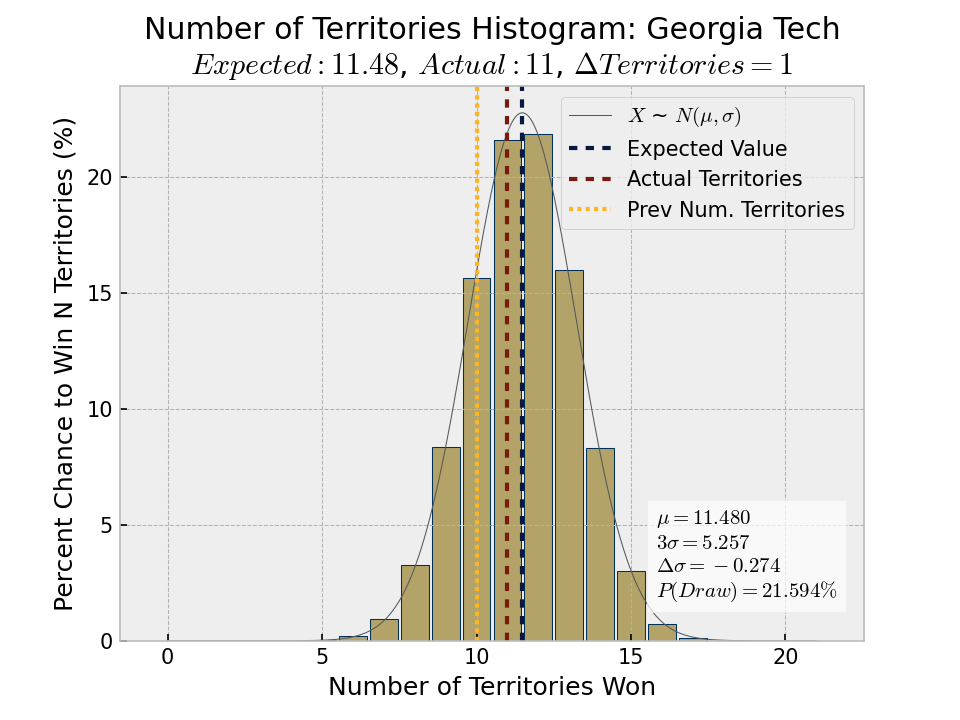 Number of Territories Histogram: Georgia Tech
Expected : 11.48, Actual : 11, ΔTerritories = 1
Percent Chance to Win N Territories (%)
20
15
10
5
0
X ~ N(μ, σ)
Expected Value
Actual Territories
Prev Num. Territories
μ = 11.480
3σ = 5.257
Δσ = −0.274
P(Draw) = 21.594%
0 5 10 15 20
Number of Territories Won